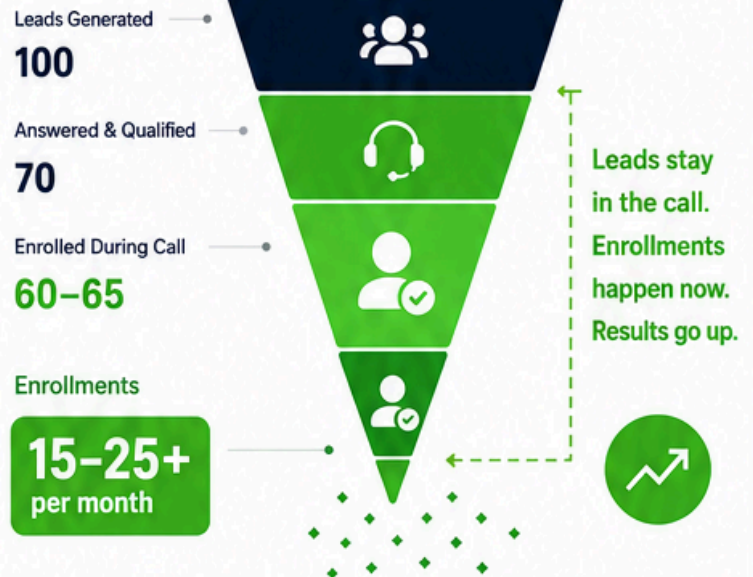 Leads Generated
100
Answered & Qualified
70
Enrolled During Call
60–65
Enrollments
15–25+
per month
Leads stay
in the call.
Enrollments
happen now.
Results go up.